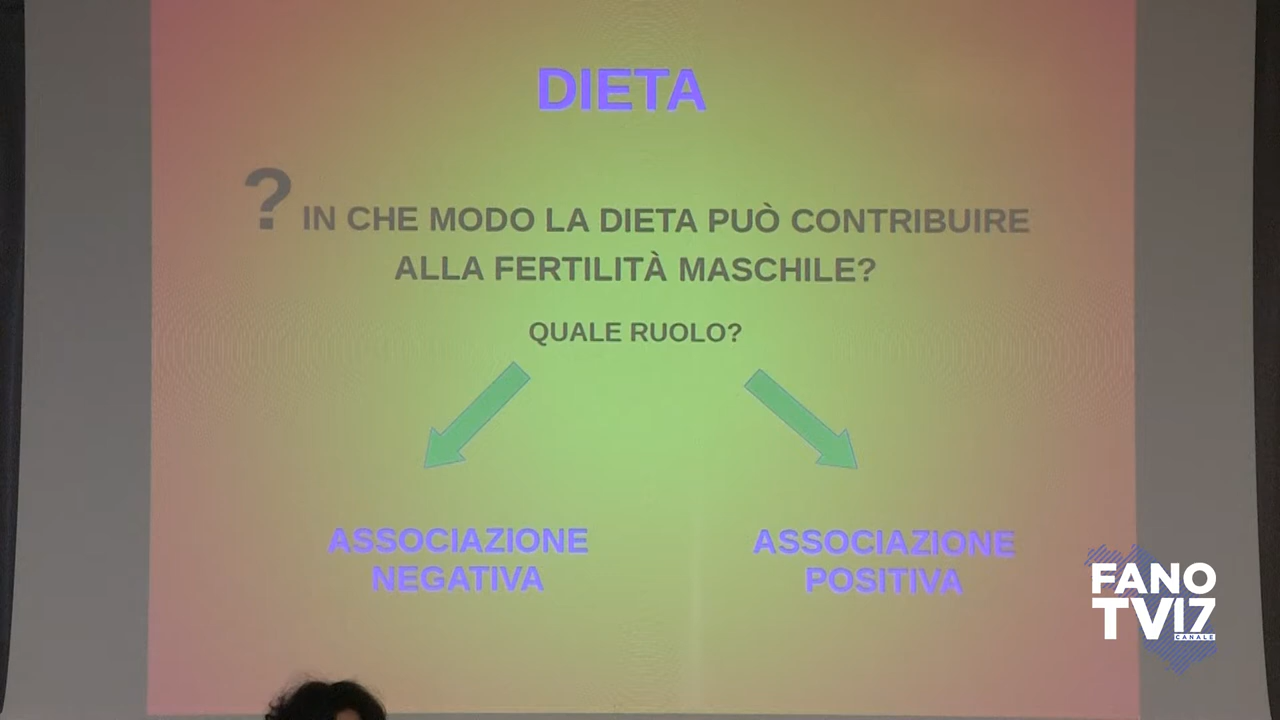 DIETA
? IN CHE MODO LA DIETA PUÒ CONTRIBUIRE
ALLA FERTILITÀ MASCHILE?
QUALE RUOLO?
ASSOCIAZIONE
NEGATIVA
ASSOCIAZIONE
POSITIVA
FANO
TV17
CANALE